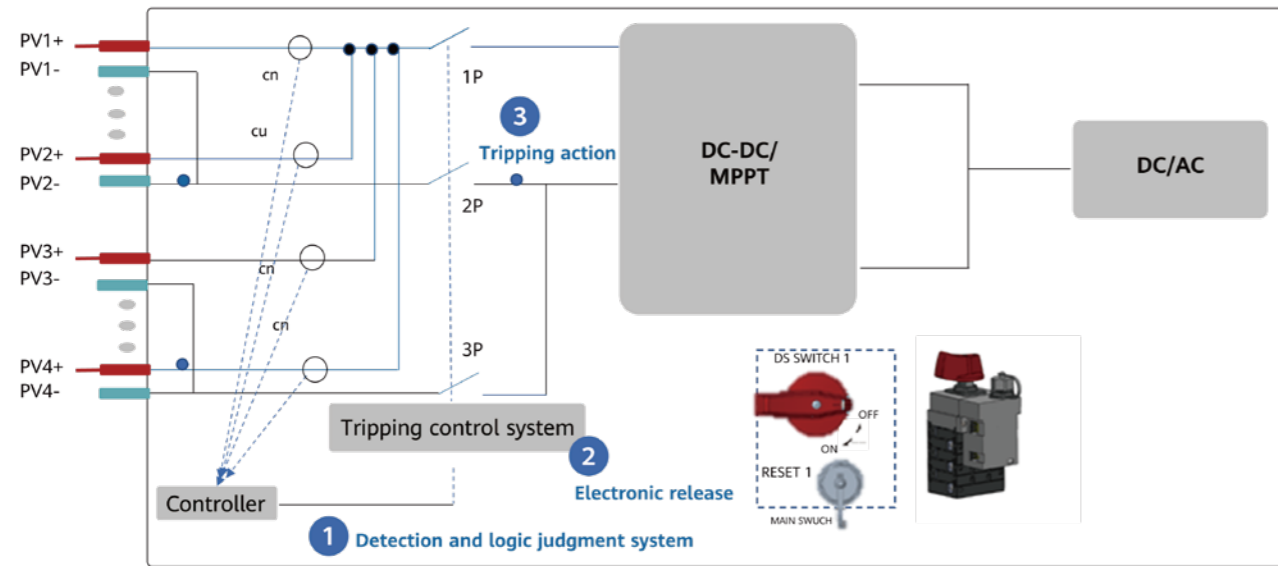 PV1+
PV1-
cn
1P
cu
3
Tripping action
DC-DC/
MPPT
DC/AC
PV2+
PV2-
2P
PV3+
PV3-
cn
cn
3P
PV4+
PV4-
DS SWITCH 1
OFF
ON
RESET 1
MAIN SWUCH
Tripping control system
2
Electronic release
Controller
1
Detection and logic judgment system